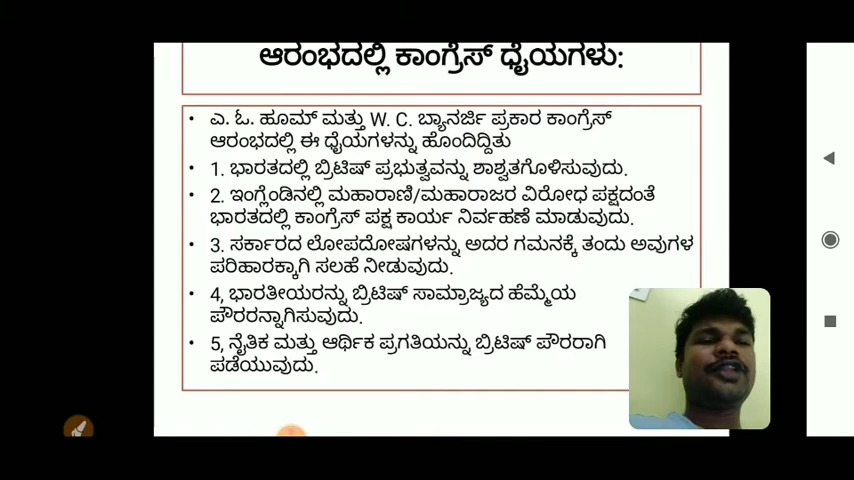 ಆರಂಭದಲ್ಲಿ ಕಾಂಗ್ರೆಸ್ ಧೈಯಗಳು:
• ಎ. ಓ. ಹೂಮ್ ಮತ್ತು W. C. ಬ್ಯಾನರ್ಜಿ ಪ್ರಕಾರ ಕಾಂಗ್ರೆಸ್
ಆರಂಭದಲ್ಲಿ ಈ ಧೈಯಗಳನ್ನು ಹೊಂದಿದ್ದಿತು
• 1. ಭಾರತದಲ್ಲಿ ಬ್ರಿಟಿಷ್ ಪ್ರಭುತ್ವವನ್ನು ಶಾಶ್ವತಗೊಳಿಸುವುದು.
• 2. ಇಂಗ್ಲೆಂಡಿನಲ್ಲಿ ಮಹಾರಾಣಿ/ಮಹಾರಾಜರ ವಿರೋಧ ಪಕ್ಷದಂತೆ
ಭಾರತದಲ್ಲಿ ಕಾಂಗ್ರೆಸ್ ಪಕ್ಷ ಕಾರ್ಯ ನಿರ್ವಹಣೆ ಮಾಡುವುದು.
• 3. ಸರ್ಕಾರದ ಲೋಪದೋಷಗಳನ್ನು ಅದರ ಗಮನಕ್ಕೆ ತಂದು ಅವುಗಳ
ಪರಿಹಾರಕ್ಕಾಗಿ ಸಲಹೆ ನೀಡುವುದು.
• 4, ಭಾರತೀಯರನ್ನು ಬ್ರಿಟಿಷ್ ಸಾಮ್ರಾಜ್ಯದ ಹೆಮ್ಮೆಯ
ಪೌರರನ್ನಾಗಿಸುವುದು.
• 5, ನೈತಿಕ ಮತ್ತು ಆರ್ಥಿಕ ಪ್ರಗತಿಯನ್ನು ಬ್ರಿಟಿಷ್ ಪೌರರಾಗಿ
ಪಡೆಯುವುದು.